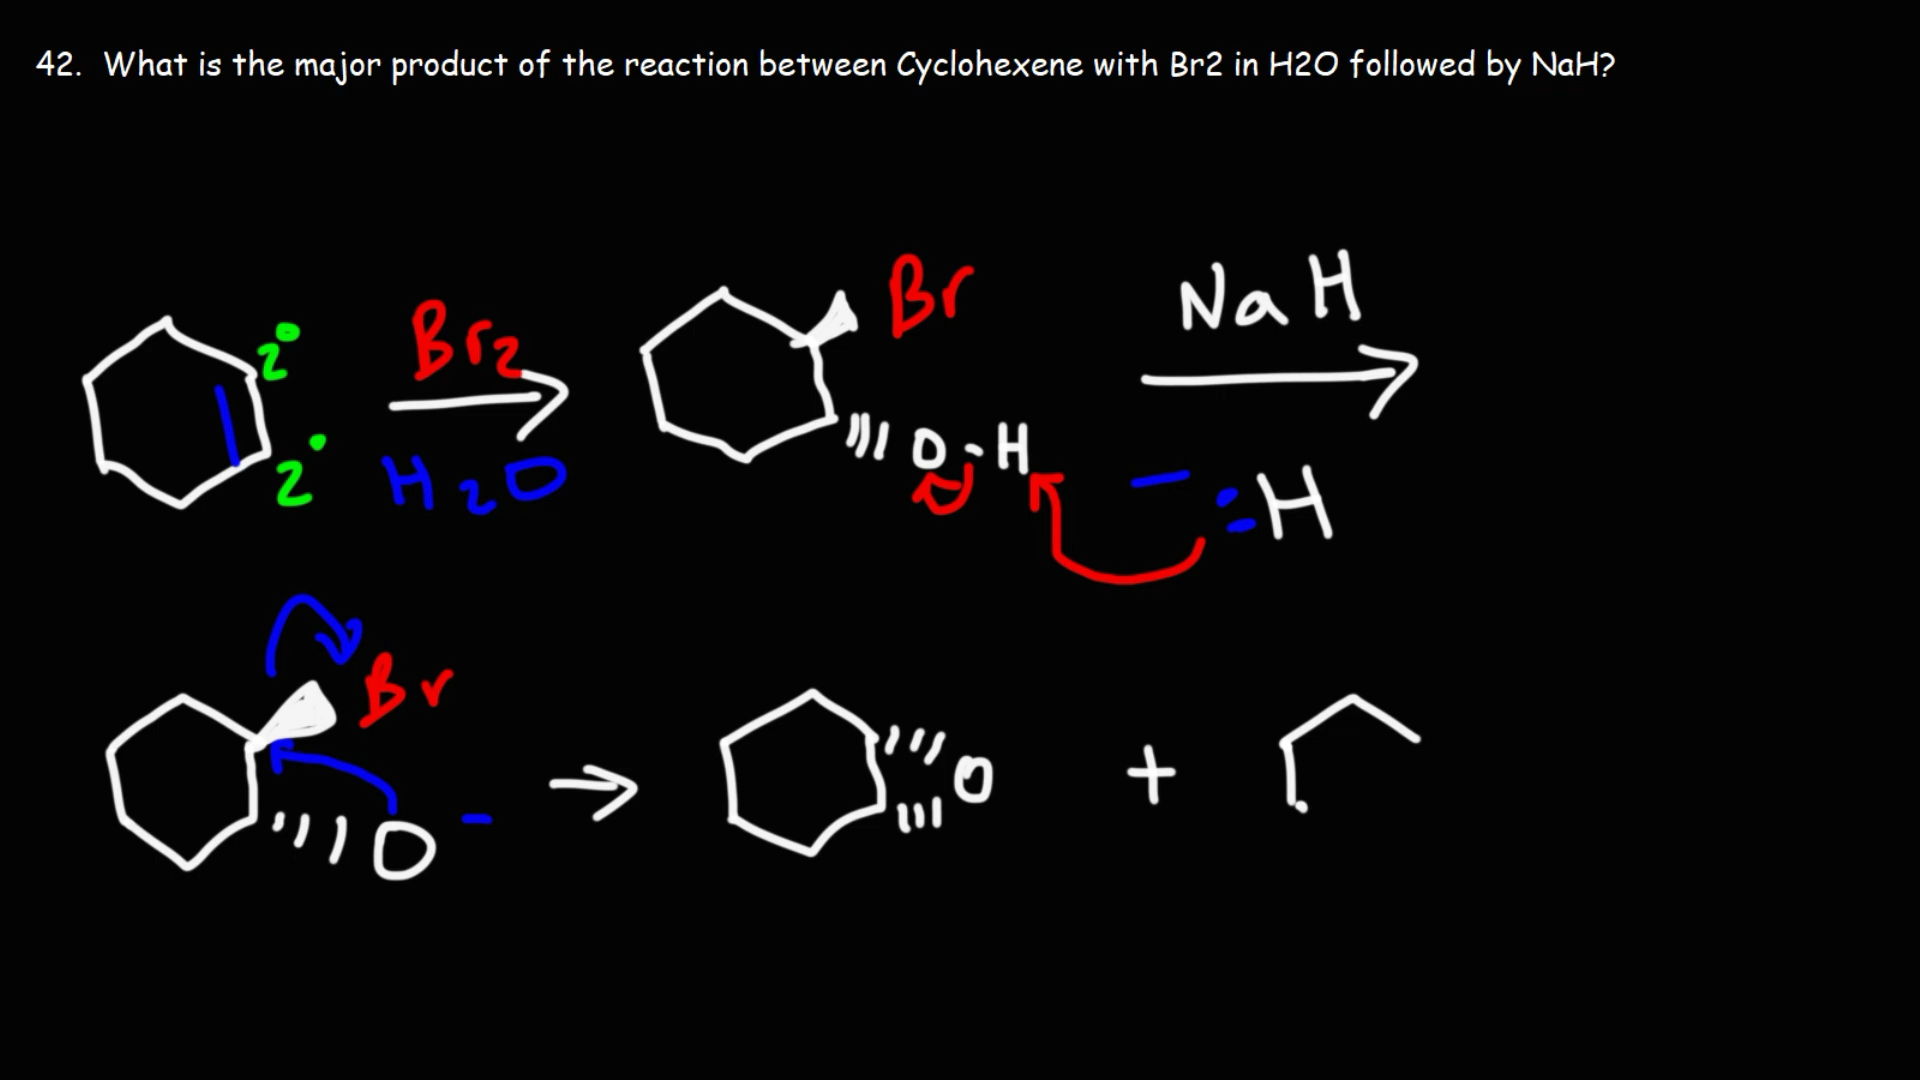 42. What is the major product of the reaction between Cyclohexene with Br2 in H2O followed by NaH?
2° Br2 Br NaH
2° H2O O-H - :H
Br
O - O +